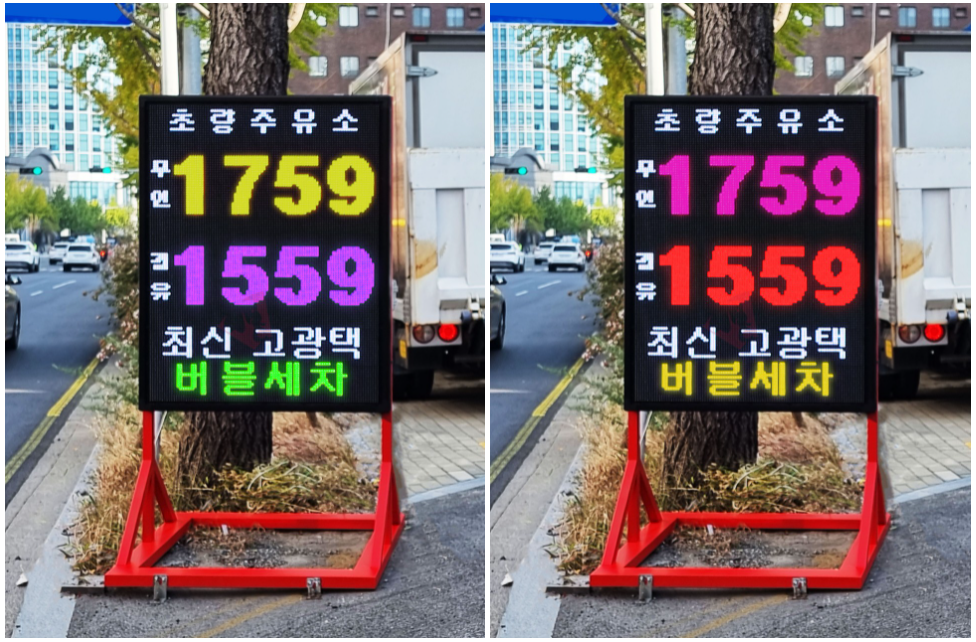 초량주유소
무연 1759
경유 1559
최신 고광택
버블세차
초량주유소
무연 1759
경유 1559
최신 고광택
버블세차